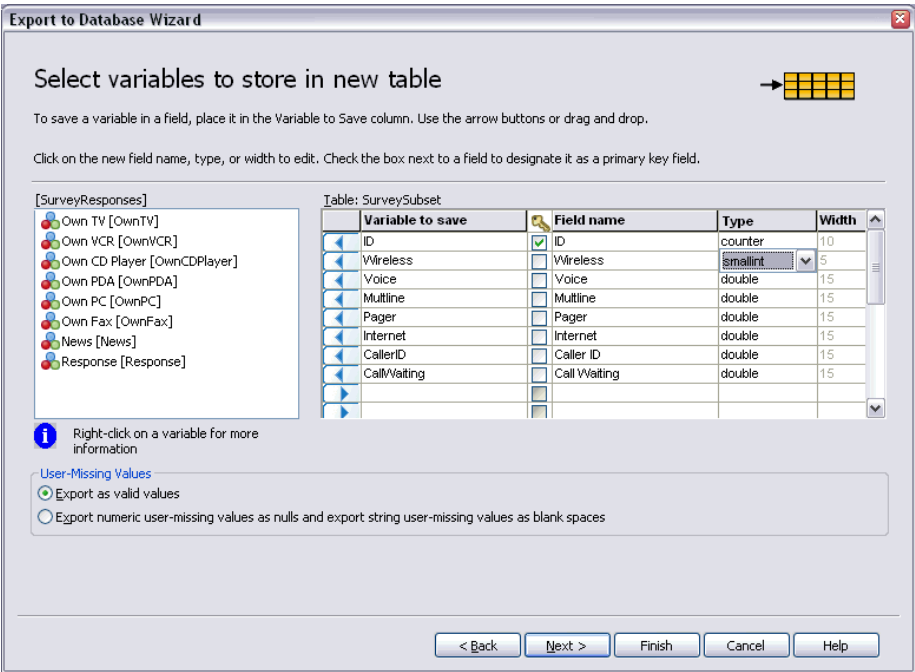 Export to Database Wizard
Select variables to store in new table
To save a variable in a field, place it in the Variable to Save column. Use the arrow buttons or drag and drop.
Click on the new field name, type, or width to edit. Check the box next to a field to designate it as a primary key field.
[SurveyResponses]
Own TV [OwnTV]
Own VCR [OwnVCR]
Own CD Player [OwnCDPlayer]
Own PDA [OwnPDA]
Own PC [OwnPC]
Own Fax [OwnFax]
News [News]
Response [Response]
Table: SurveySubset
Variable to save Field name Type Width
ID ID counter 10
Wireless Wireless smallint 5
Voice Voice double 15
Multline Multline double 15
Pager Pager double 15
Internet Internet double 15
CallerID Caller ID double 15
CallWaiting Call Waiting double 15
Right-click on a variable for more
information
User-Missing Values
Export as valid values
Export numeric user-missing values as nulls and export string user-missing values as blank spaces
< Back Next > Finish Cancel Help